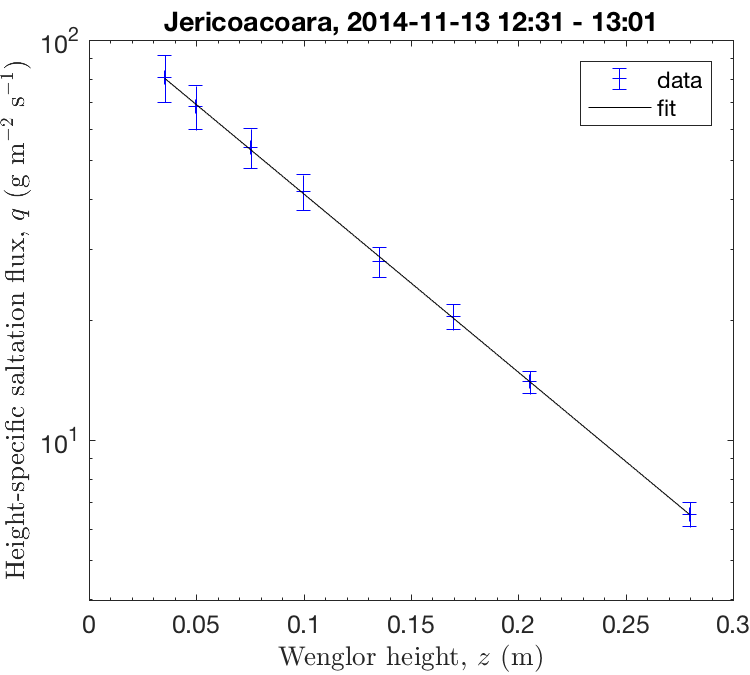 Jericoacoara, 2014-11-13 12:31 - 13:01
10²
10¹
Height-specific saltation flux, q (g m⁻² s⁻¹)
data
fit
0 0.05 0.1 0.15 0.2 0.25 0.3
Wenglor height, z (m)